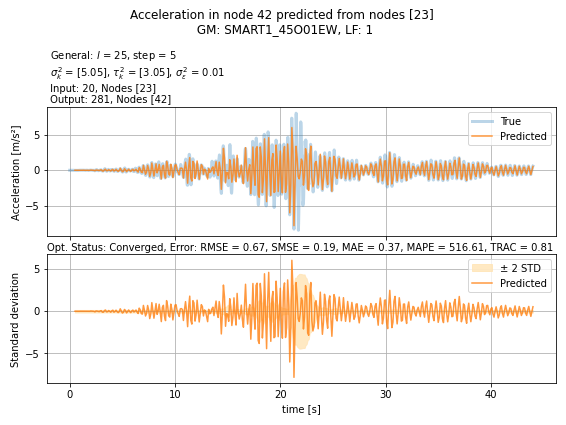 Acceleration in node 42 predicted from nodes [23]
GM: SMART1_45O01EW, LF: 1
General: l = 25, step = 5
σ²ₖ = [5.05], τ²ₖ = [3.05], σ²ε = 0.01
Input: 20, Nodes [23]
Output: 281, Nodes [42]
True
Predicted
Acceleration [m/s²]
5
0
−5
Opt. Status: Converged, Error: RMSE = 0.67, SMSE = 0.19, MAE = 0.37, MAPE = 516.61, TRAC = 0.81
± 2 STD
Predicted
Standard deviation
5
0
−5
0
10
20
30
40
time [s]